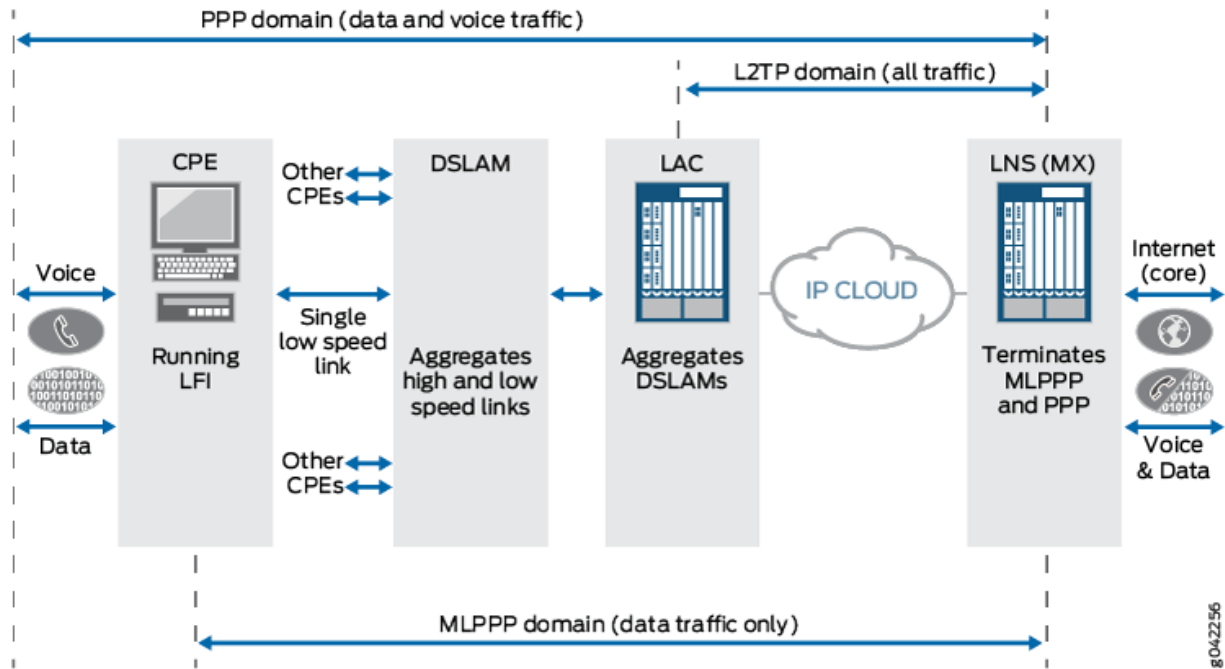 PPP domain (data and voice traffic)
L2TP domain (all traffic)
CPE
Other
CPEs
DSLAM
LAC
LNS (MX)
Voice
Single
low speed
link
IP CLOUD
Internet
(core)
Running
LFI
Aggregates
high and low
speed links
Aggregates
DSLAMs
Terminates
MLPPP
and PPP
Data
Other
CPEs
Voice
& Data
MLPPP domain (data traffic only)
g042256